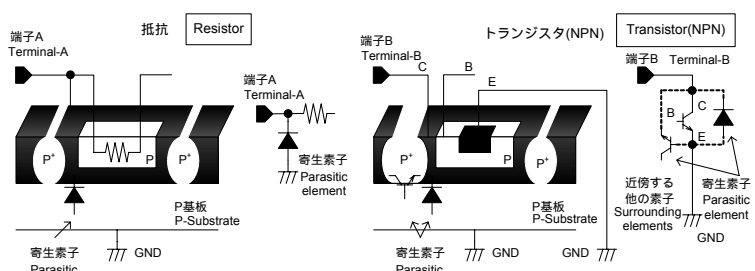 抵抗
Resistor
端子A
Terminal-A
P+
P
P+
P基板
P-Substrate
寄生素子
Parasitic
GND
端子A
Terminal-A
寄生素子
Parasitic
element
トランジスタ(NPN)
Transistor(NPN)
端子B
Terminal-B
C
B
E
P+
P
P+
P基板
P-Substrate
寄生素子
Parasitic
GND
GND
端子B
Terminal-B
B
C
E
近傍する
他の素子
Surrounding
elements
寄生素子
Parasitic
element
GND